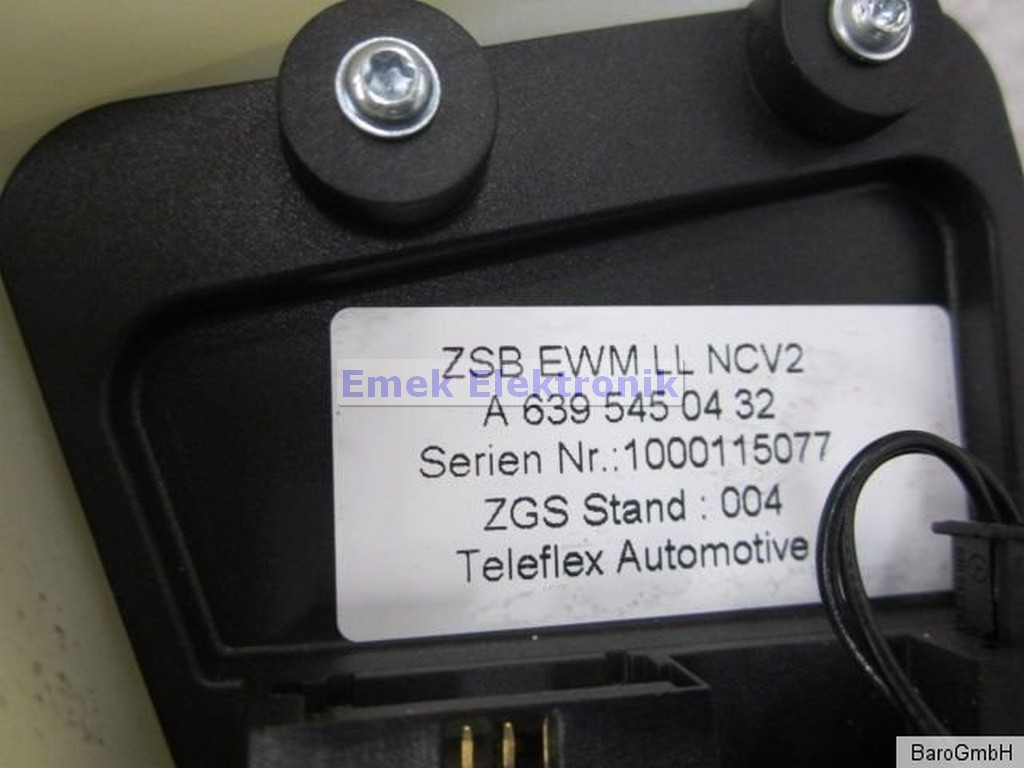 ZSB EWM LL NCV2
Emek Elektronik
A 639 545 04 32
Serien Nr.:1000115077
ZGS Stand : 004
Teleflex Automotive
BaroGmbH